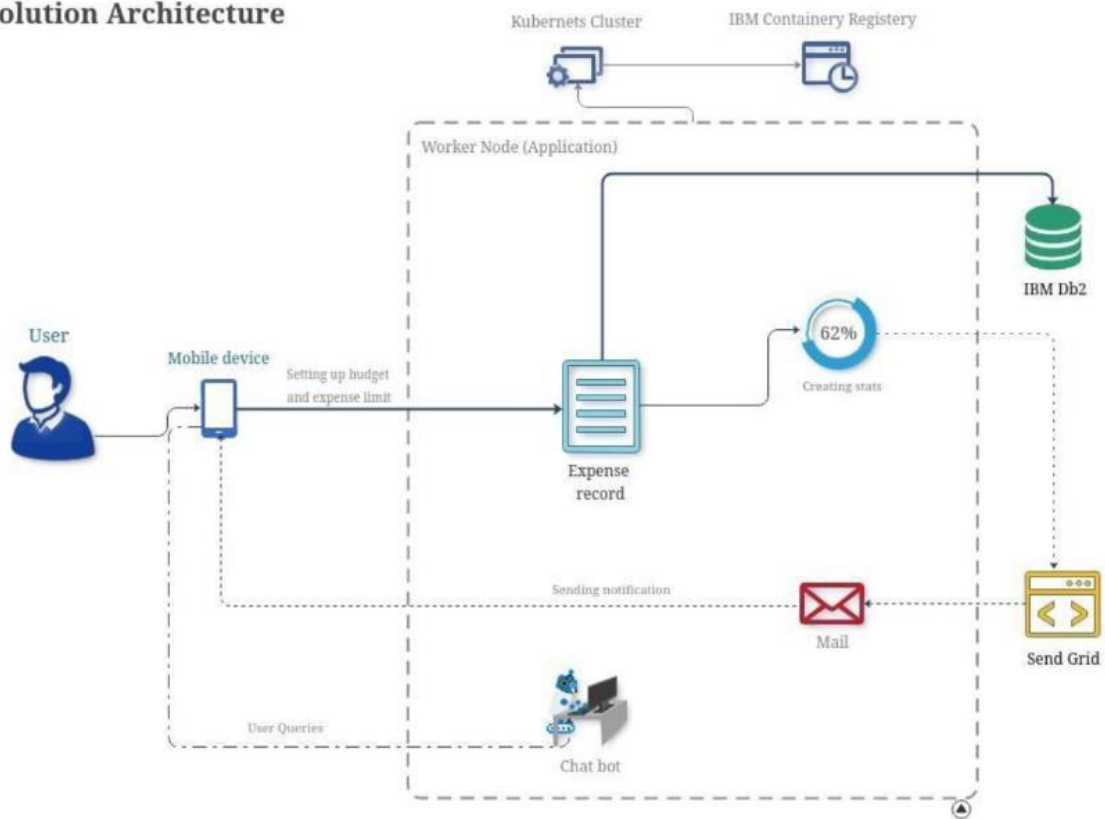 olution Architecture
Kubernets Cluster
IBM Containery Registery
Worker Node (Application)
IBM Db2
User
Mobile device
Setting up budget
and expense limit
62%
Creating stats
Expense
record
Sending notification
Mail
Send Grid
User Queries
Chat bot